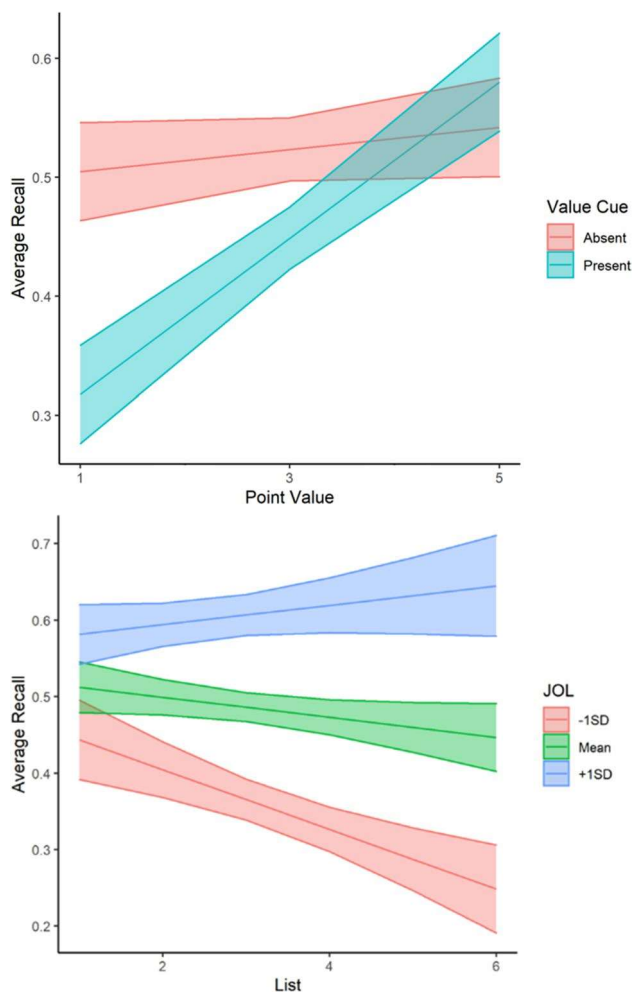 0.6
0.5
0.4
0.3
Average Recall
1
3
5
Point Value
Value Cue
Absent
Present
0.7
0.6
0.5
0.4
0.3
0.2
Average Recall
2
4
6
List
JOL
-1SD
Mean
+1SD